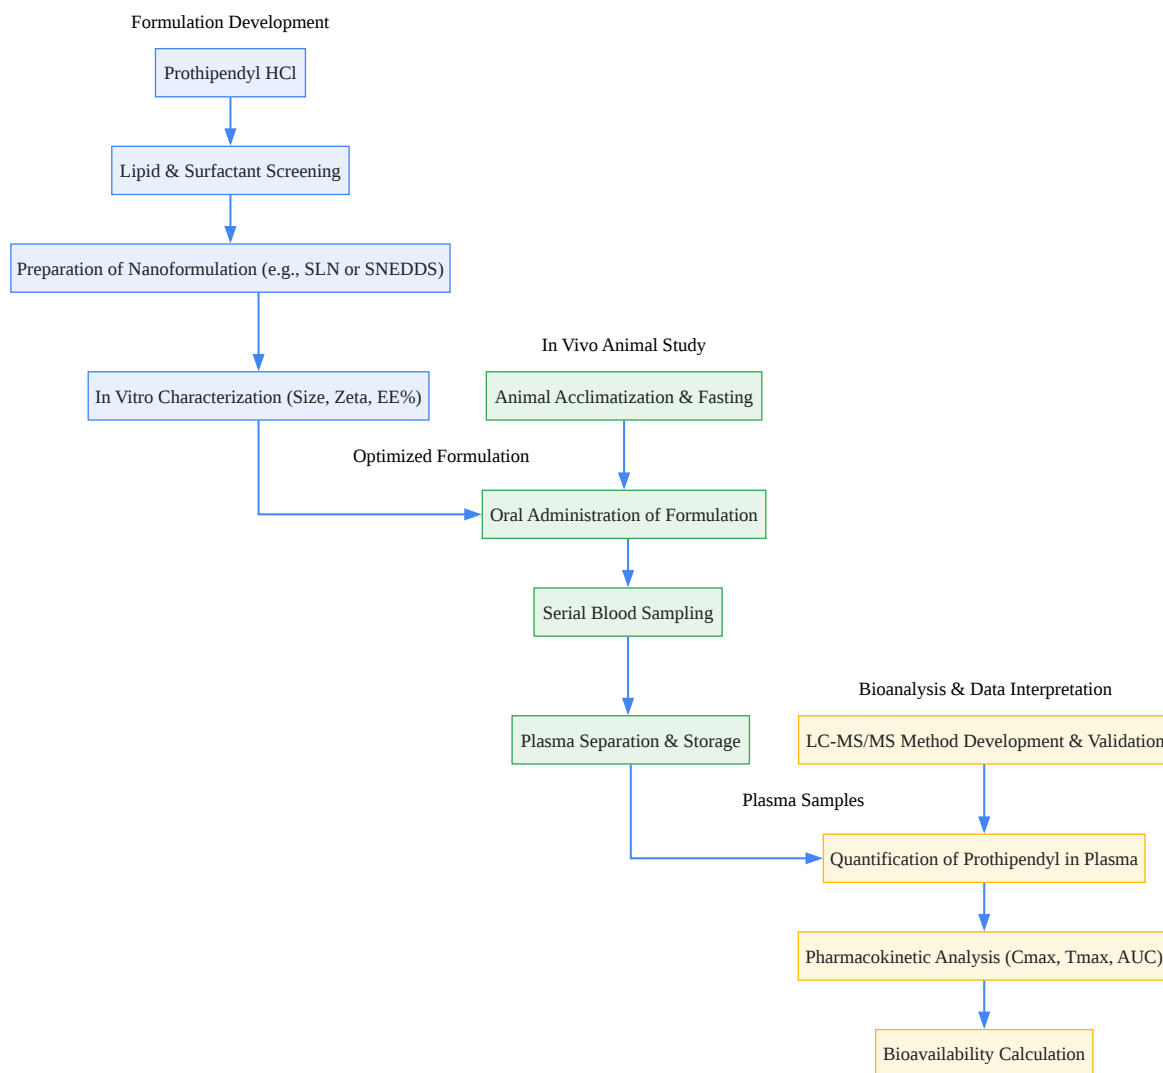 Formulation Development
Prothipendyl HCl
Lipid & Surfactant Screening
Preparation of Nanoformulation (e.g., SLN or SNEDDS)
In Vivo Animal Study
In Vitro Characterization (Size, Zeta, EE%)
Animal Acclimatization & Fasting
Optimized Formulation
Oral Administration of Formulation
Serial Blood Sampling
Bioanalysis & Data Interpretation
Plasma Separation & Storage
LC-MS/MS Method Development & Validation
Plasma Samples
Quantification of Prothipendyl in Plasma
Pharmacokinetic Analysis (Cmax, Tmax, AUC)
Bioavailability Calculation